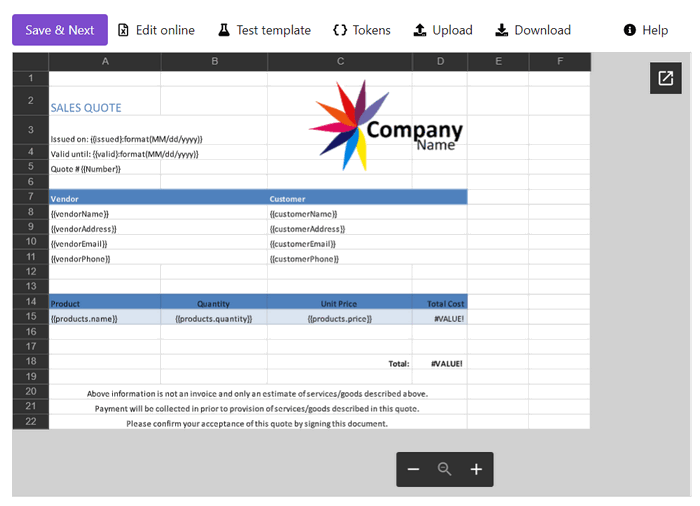 Save & Next Edit online Test template {} Tokens Upload Download Help
A B C D E F
1
2 SALES QUOTE
Company
Name
3 Issued on: {{issued}:format(MM/dd/yyyy)}
4 Valid until: {{valid}:format(MM/dd/yyyy)}
5 Quote # {{Number}}
6
7 Vendor Customer
8 {{vendorName}} {{customerName}}
9 {{vendorAddress}} {{customerAddress}}
10 {{vendorEmail}} {{customerEmail}}
11 {{vendorPhone}} {{customerPhone}}
12
13
14 Product Quantity Unit Price Total Cost
15 {{products.name}} {{products.quantity}} {{products.price}} #VALUE!
16
17
18 Total: #VALUE!
19
20 Above information is not an invoice and only an estimate of services/goods described above.
21 Payment will be collected in prior to provision of services/goods described in this quote.
22 Please confirm your acceptance of this quote by signing this document.